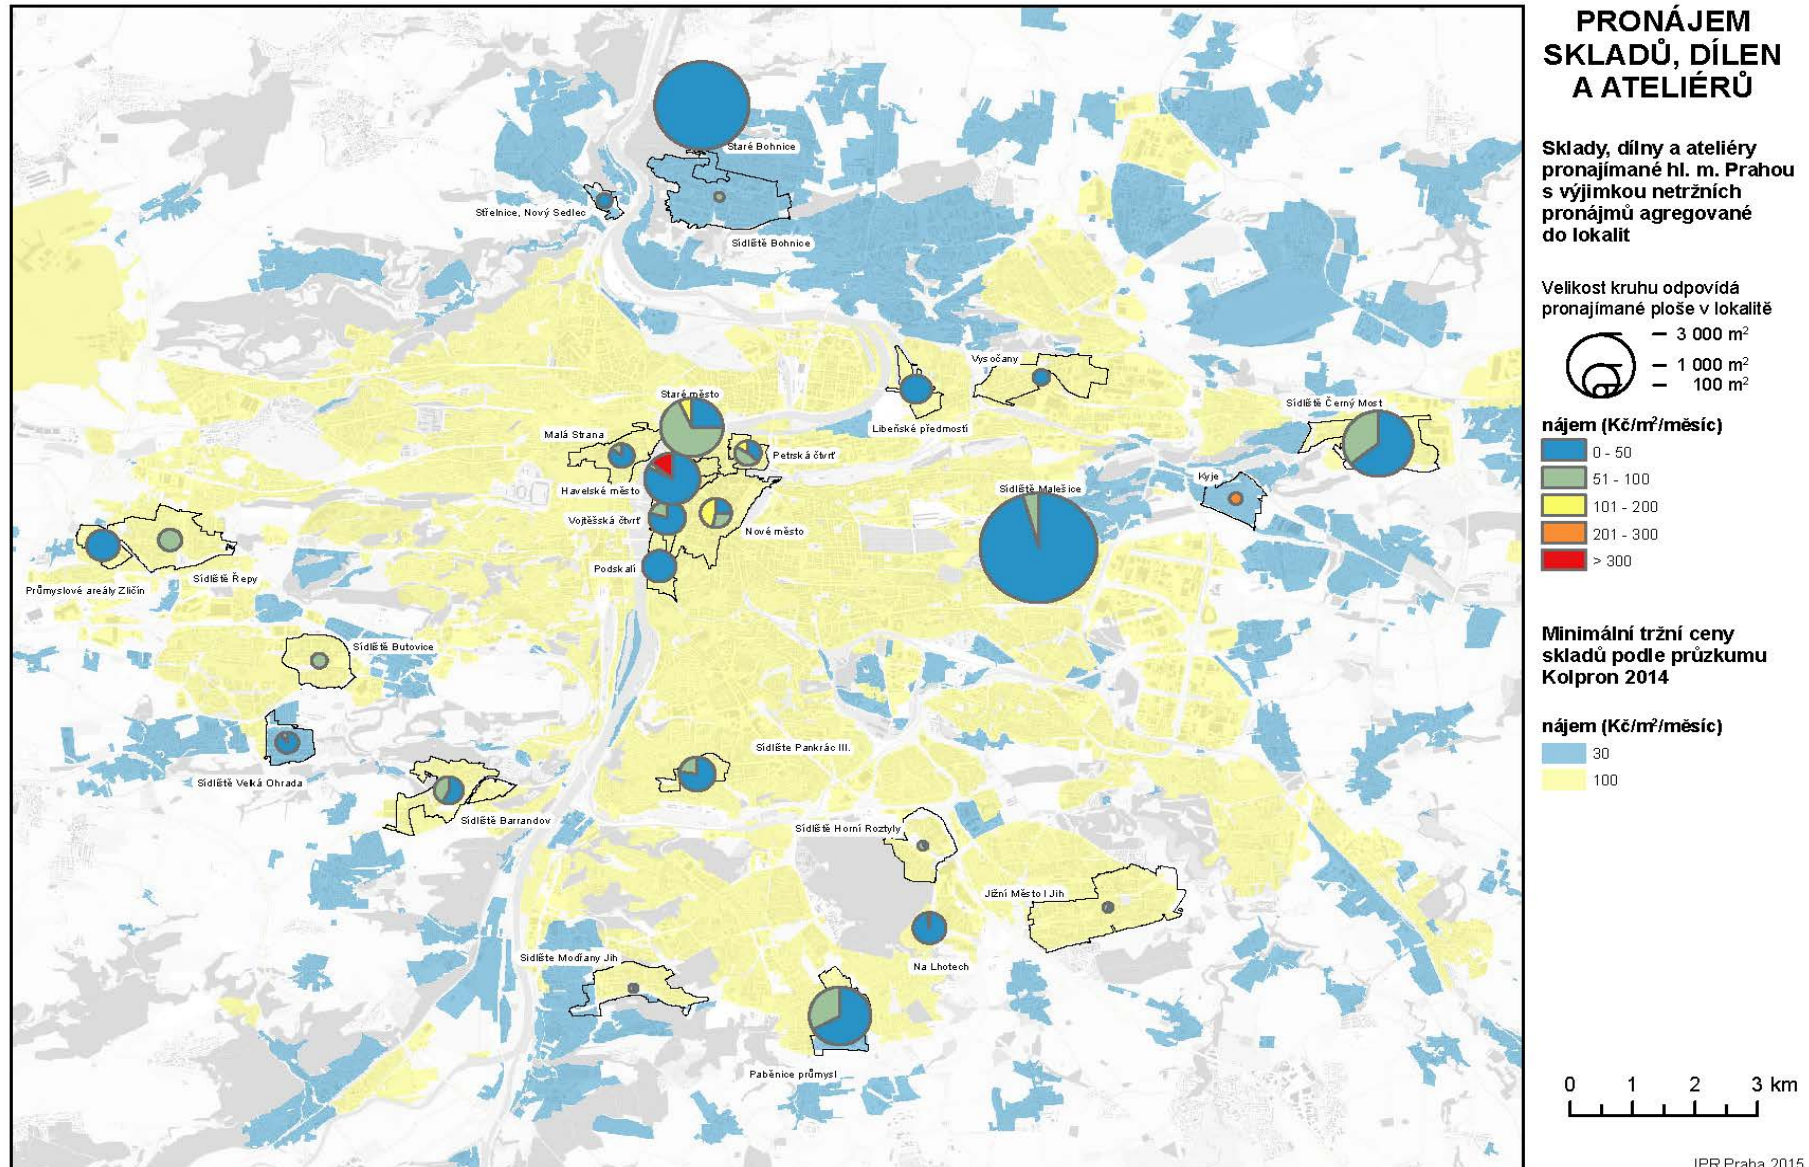 PRONÁJEM
SKLADŮ, DÍLEN
A ATELIÉRŮ
Sklady, dílny a ateliéry
pronajímané hl. m. Prahou
s výjimkou netržních
pronájmů agregované
do lokalit
Velikost kruhu odpovídá
pronajímané ploše v lokalitě
3 000 m²
1 000 m²
100 m²
nájem (Kč/m²/měsíc)
0 - 50
51 - 100
101 - 200
201 - 300
> 300
Minimální tržní ceny
skladů podle průzkumu
Kolpron 2014
nájem (Kč/m²/měsíc)
30
100
0 1 2 3 km
IPR Praha 2015
Staré Bohnice
Střelnice, Nový Sedlec
Sídliště Bohnice
Vysočany
Staré město
Sídliště Černý Most
Malá Strana
Libeňské předmostí
Petrská čtvrť
Kyje
Havelské město
Sídliště Malešice
Vojtěšská čtvrť
Nové město
Podskalí
Sídliště Řepy
Průmyslové areály Zličín
Sídliště Butovice
Sídlíšte Pankrác III.
Sídliště Velká Ohrada
Sídliště Barrandov
Sídliště Horní Roztyly
Jižní Město I Jih
Sídlíšte Modřany Jih
Na Lhotech
Paběnice průmysl